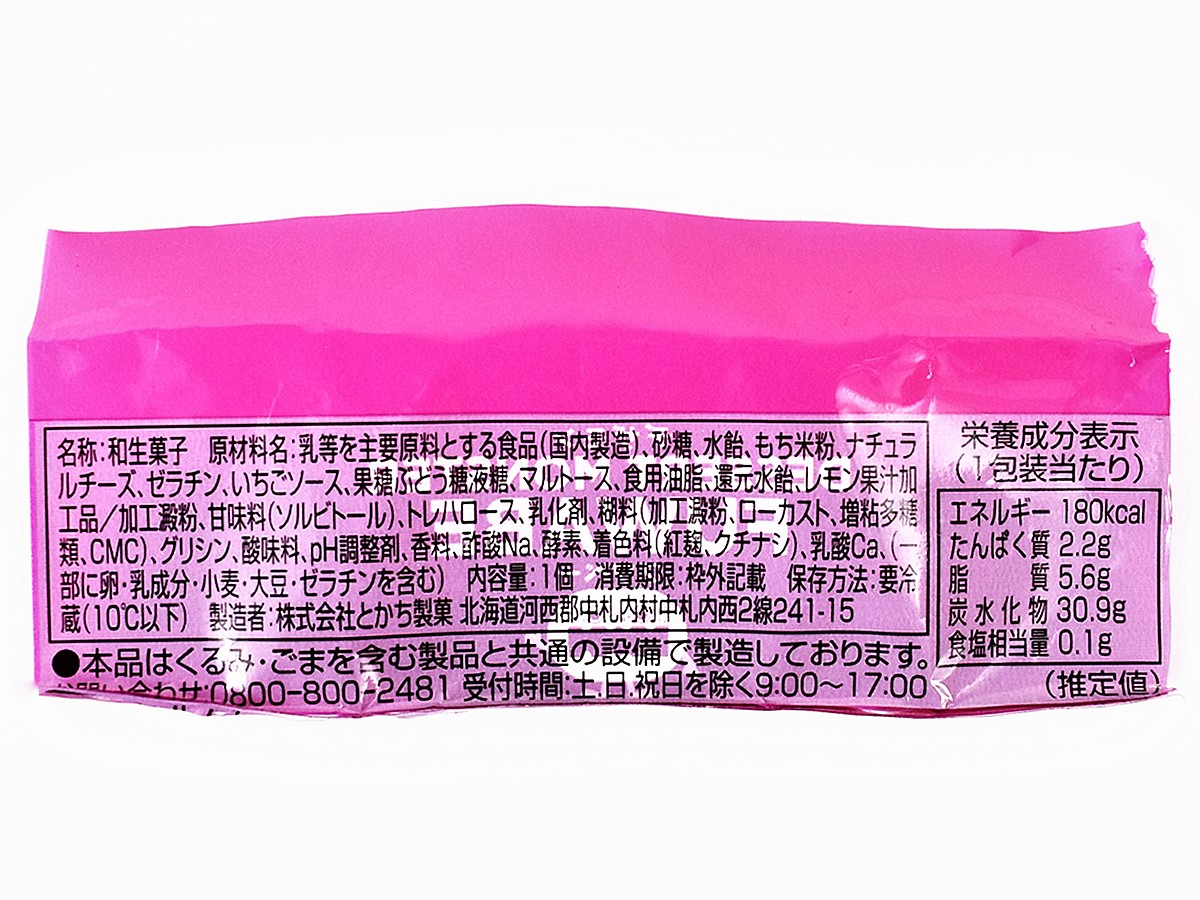 名称:和生菓子 原材料名:乳等を主要原料とする食品(国内製造)、砂糖、水飴、もち米粉、ナチュラ
ルチーズ、ゼラチン、いちごソース、果糖ぶどう糖液糖、マルトース、食用油脂、還元水飴、レモン果汁加
工品/加工澱粉、甘味料(ソルビトール)、トレハロース、乳化剤、糊料(加工澱粉、ローカスト、増粘多糖
類、CMC)、グリシン、酸味料、pH調整剤、香料、酢酸Na、酵素、着色料(紅麹、クチナシ)、乳酸Ca、(一
部に卵・乳成分・小麦・大豆・ゼラチンを含む) 内容量:1個 消費期限:枠外記載 保存方法:要冷
蔵(10℃以下) 製造者:株式会社とかち製菓 北海道河西郡中札内村中札内西2線241-15
●本品はくるみ・ごまを含む製品と共通の設備で製造しております。
お問い合わせ:0800-800-2481 受付時間:土、日、祝日を除く9:00〜17:00
栄養成分表示
(1包装当たり)
エネルギー 180kcal
たんぱく質 2.2g
脂質 5.6g
炭水化物 30.9g
食塩相当量 0.1g
(推定値)